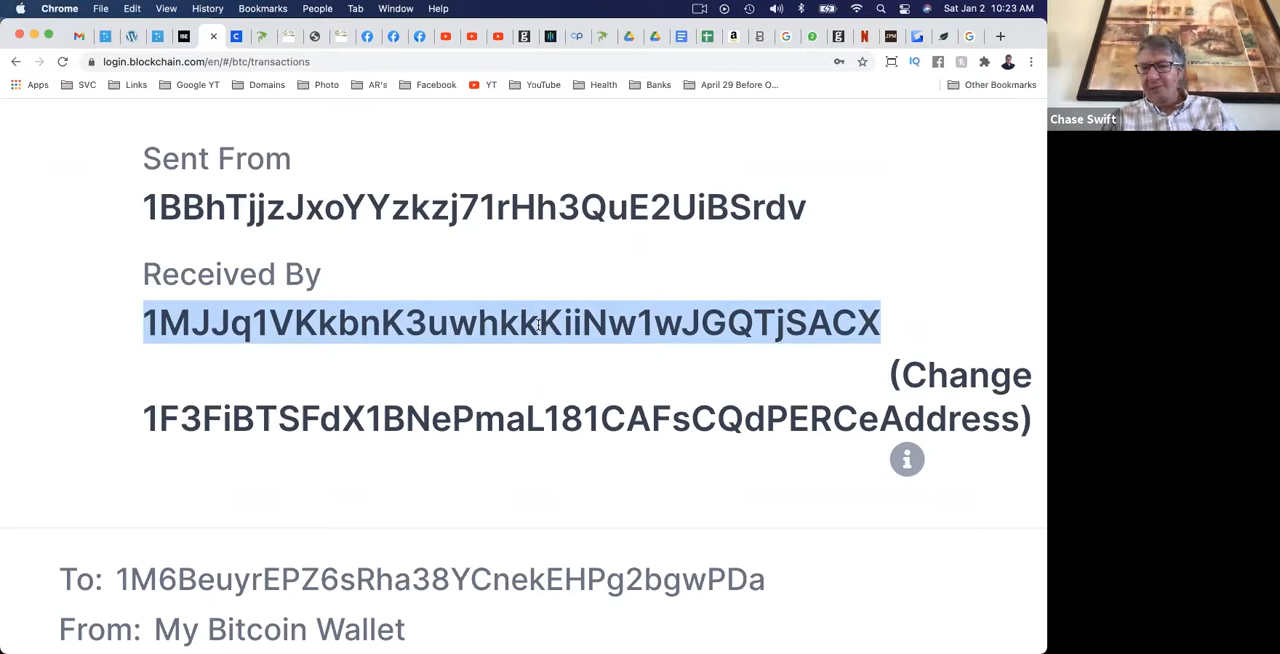 Chrome File Edit View History Bookmarks People Tab Window Help Sat Jan 2 10:23 AM
login.blockchain.com/en/#/btc/transactions
Apps SVC Links Google YT Domains Photo AR's Facebook YT YouTube Health Banks April 29 Before O... Other Bookmarks
Chase Swift
Sent From
1BBhTjjzJxoYYzkzj71rHh3QuE2UiBSrdv
Received By
1MJJq1VKkbnK3uwhkkKiiNw1wJGQTjSACX
(Change
1F3FiBTSFdX1BNePmaL181CAFsCQdPERCeAddress)
To: 1M6BeuyrEPZ6sRha38YCnekEHPg2bgwPDa
From: My Bitcoin Wallet